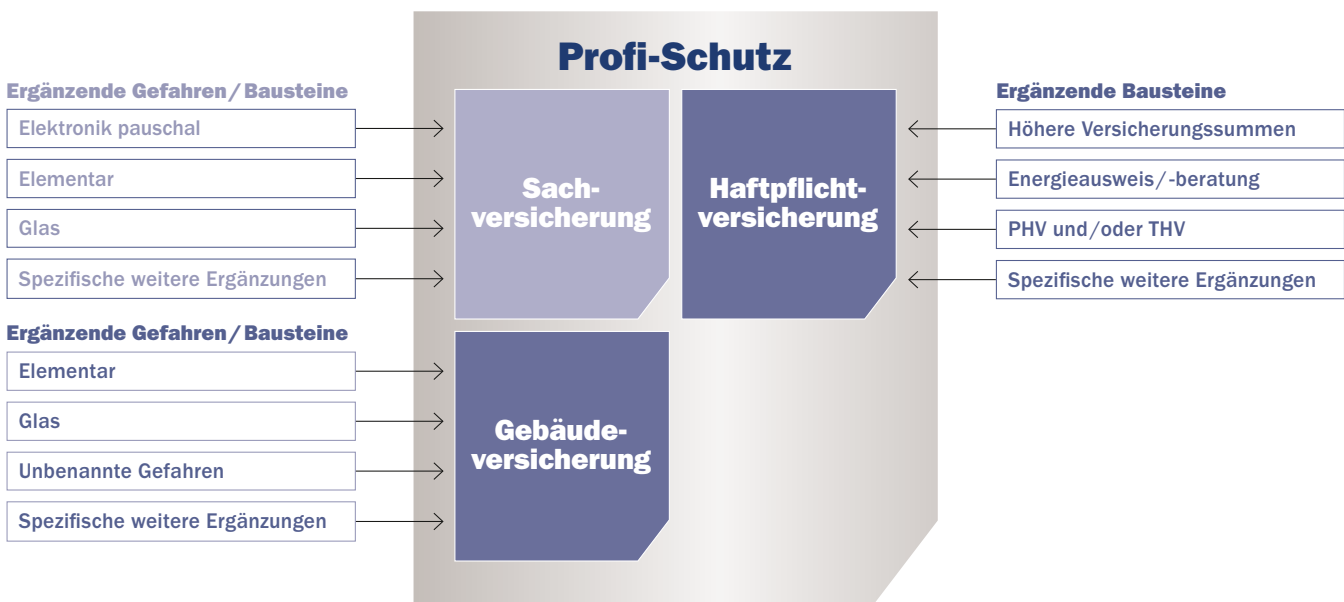 Profi-Schutz
Ergänzende Gefahren/Bausteine
Elektronik pauschal
Elementar
Glas
Spezifische weitere Ergänzungen
Sach-
versicherung
Haftpflicht-
versicherung
Ergänzende Bausteine
Höhere Versicherungssummen
Energieausweis/-beratung
PHV und/oder THV
Spezifische weitere Ergänzungen
Ergänzende Gefahren/Bausteine
Elementar
Glas
Unbenannte Gefahren
Spezifische weitere Ergänzungen
Gebäude-
versicherung